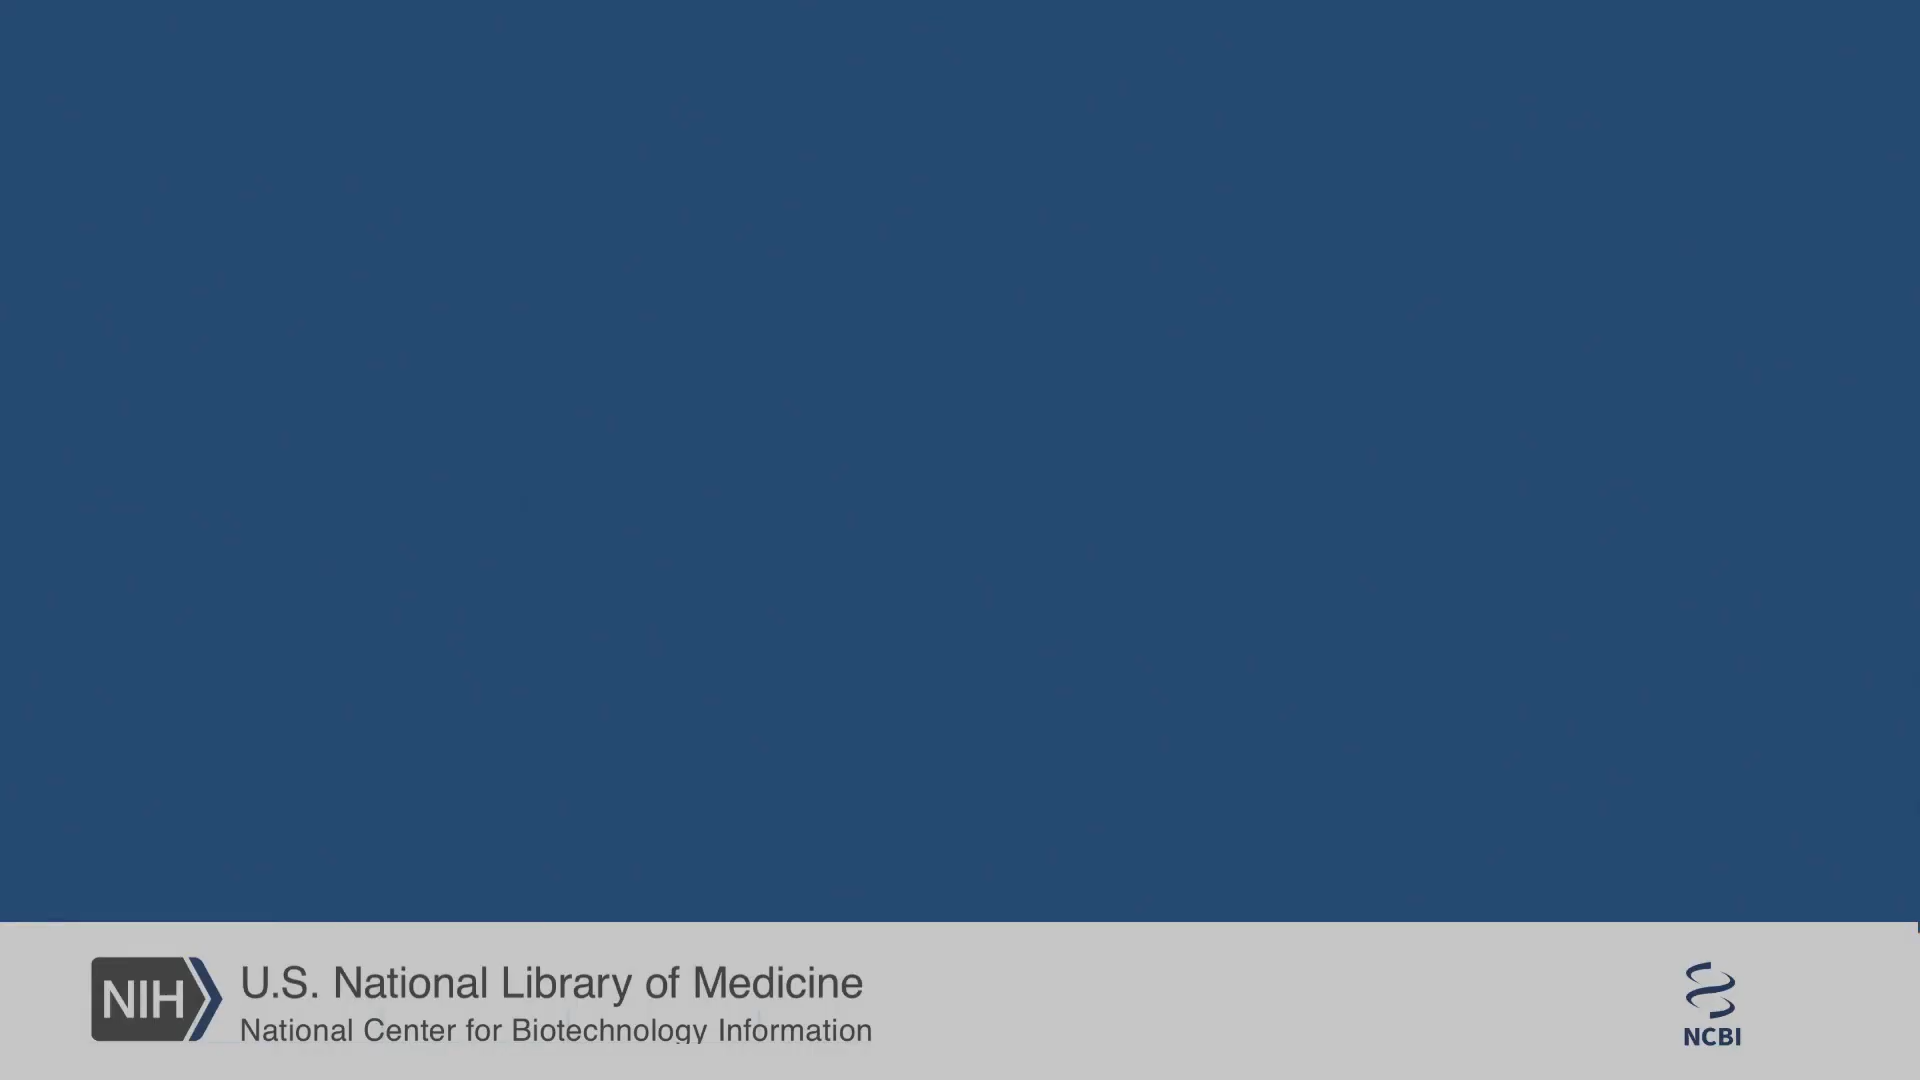 NIH
U.S. National Library of Medicine
National Center for Biotechnology Information
NCBI